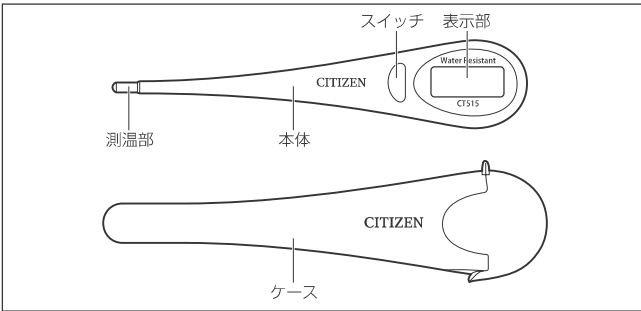 スイッチ 表示部
Water Resistant
CITIZEN
CT515
測温部 本体
CITIZEN
ケース